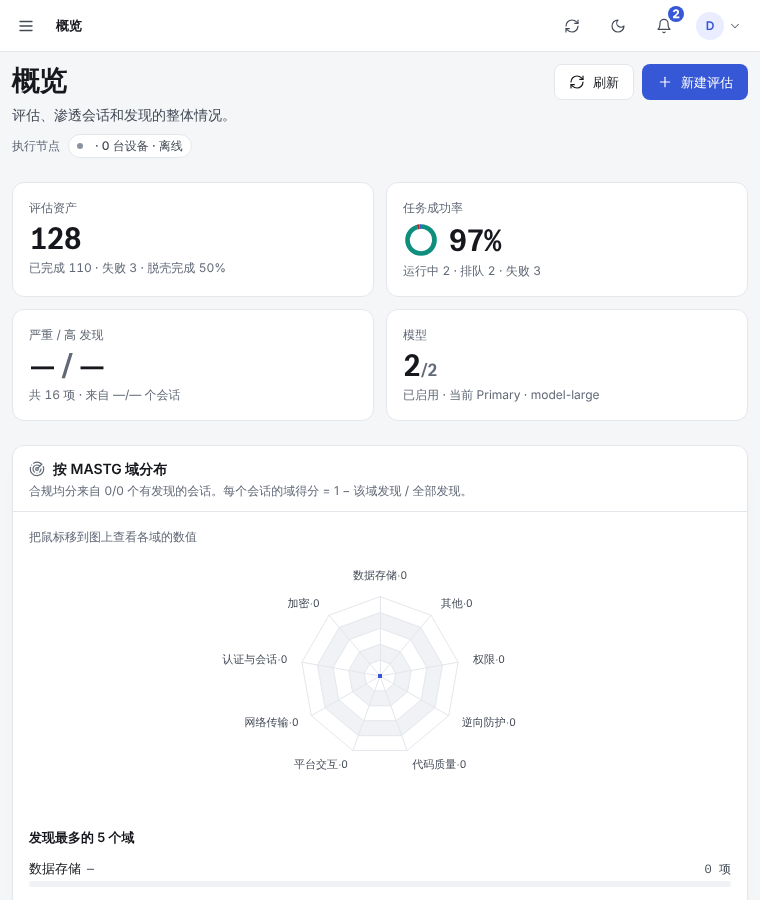 概览
2
D
概览
刷新
新建评估
评估、渗透会话和发现的整体情况。
执行节点 · 0 台设备 · 离线
评估资产
128
已完成 110 · 失败 3 · 脱壳完成 50%
任务成功率
97%
运行中 2 · 排队 2 · 失败 3
严重 / 高 发现
— / —
共 16 项 · 来自 —/— 个会话
模型
2/2
已启用 · 当前 Primary · model-large
按 MASTG 域分布
合规均分来自 0/0 个有发现的会话。每个会话的域得分 = 1 − 该域发现 / 全部发现。
把鼠标移到图上查看各域的数值
数据存储·0
加密·0
其他·0
认证与会话·0
权限·0
网络传输·0
逆向防护·0
平台交互·0
代码质量·0
发现最多的 5 个域
数据存储 —
0 项